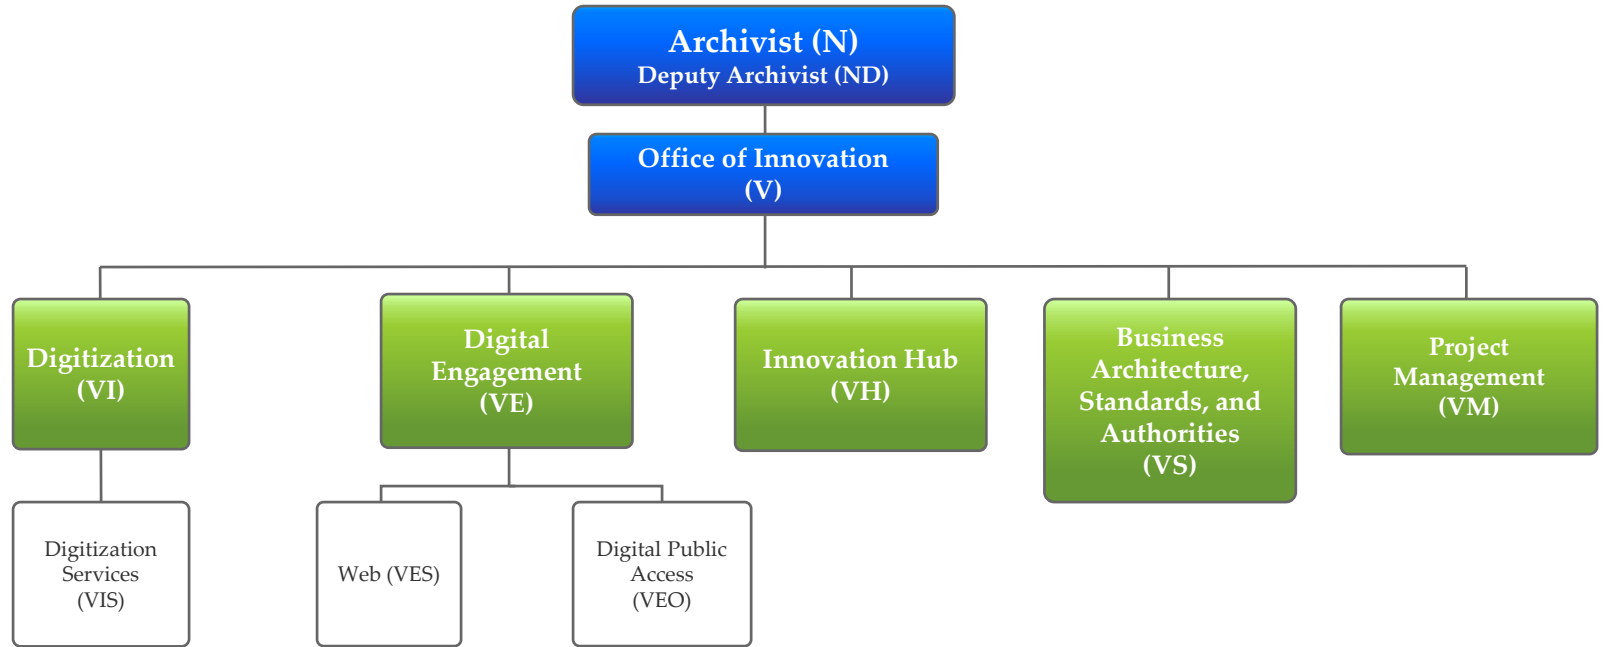 Archivist (N)
Deputy Archivist (ND)
Office of Innovation
(V)
Digitization
(VI)
Digital
Engagement
(VE)
Innovation Hub
(VH)
Business
Architecture,
Standards, and
Authorities
(VS)
Project
Management
(VM)
Digitization
Services
(VIS)
Web (VES)
Digital Public
Access
(VEO)